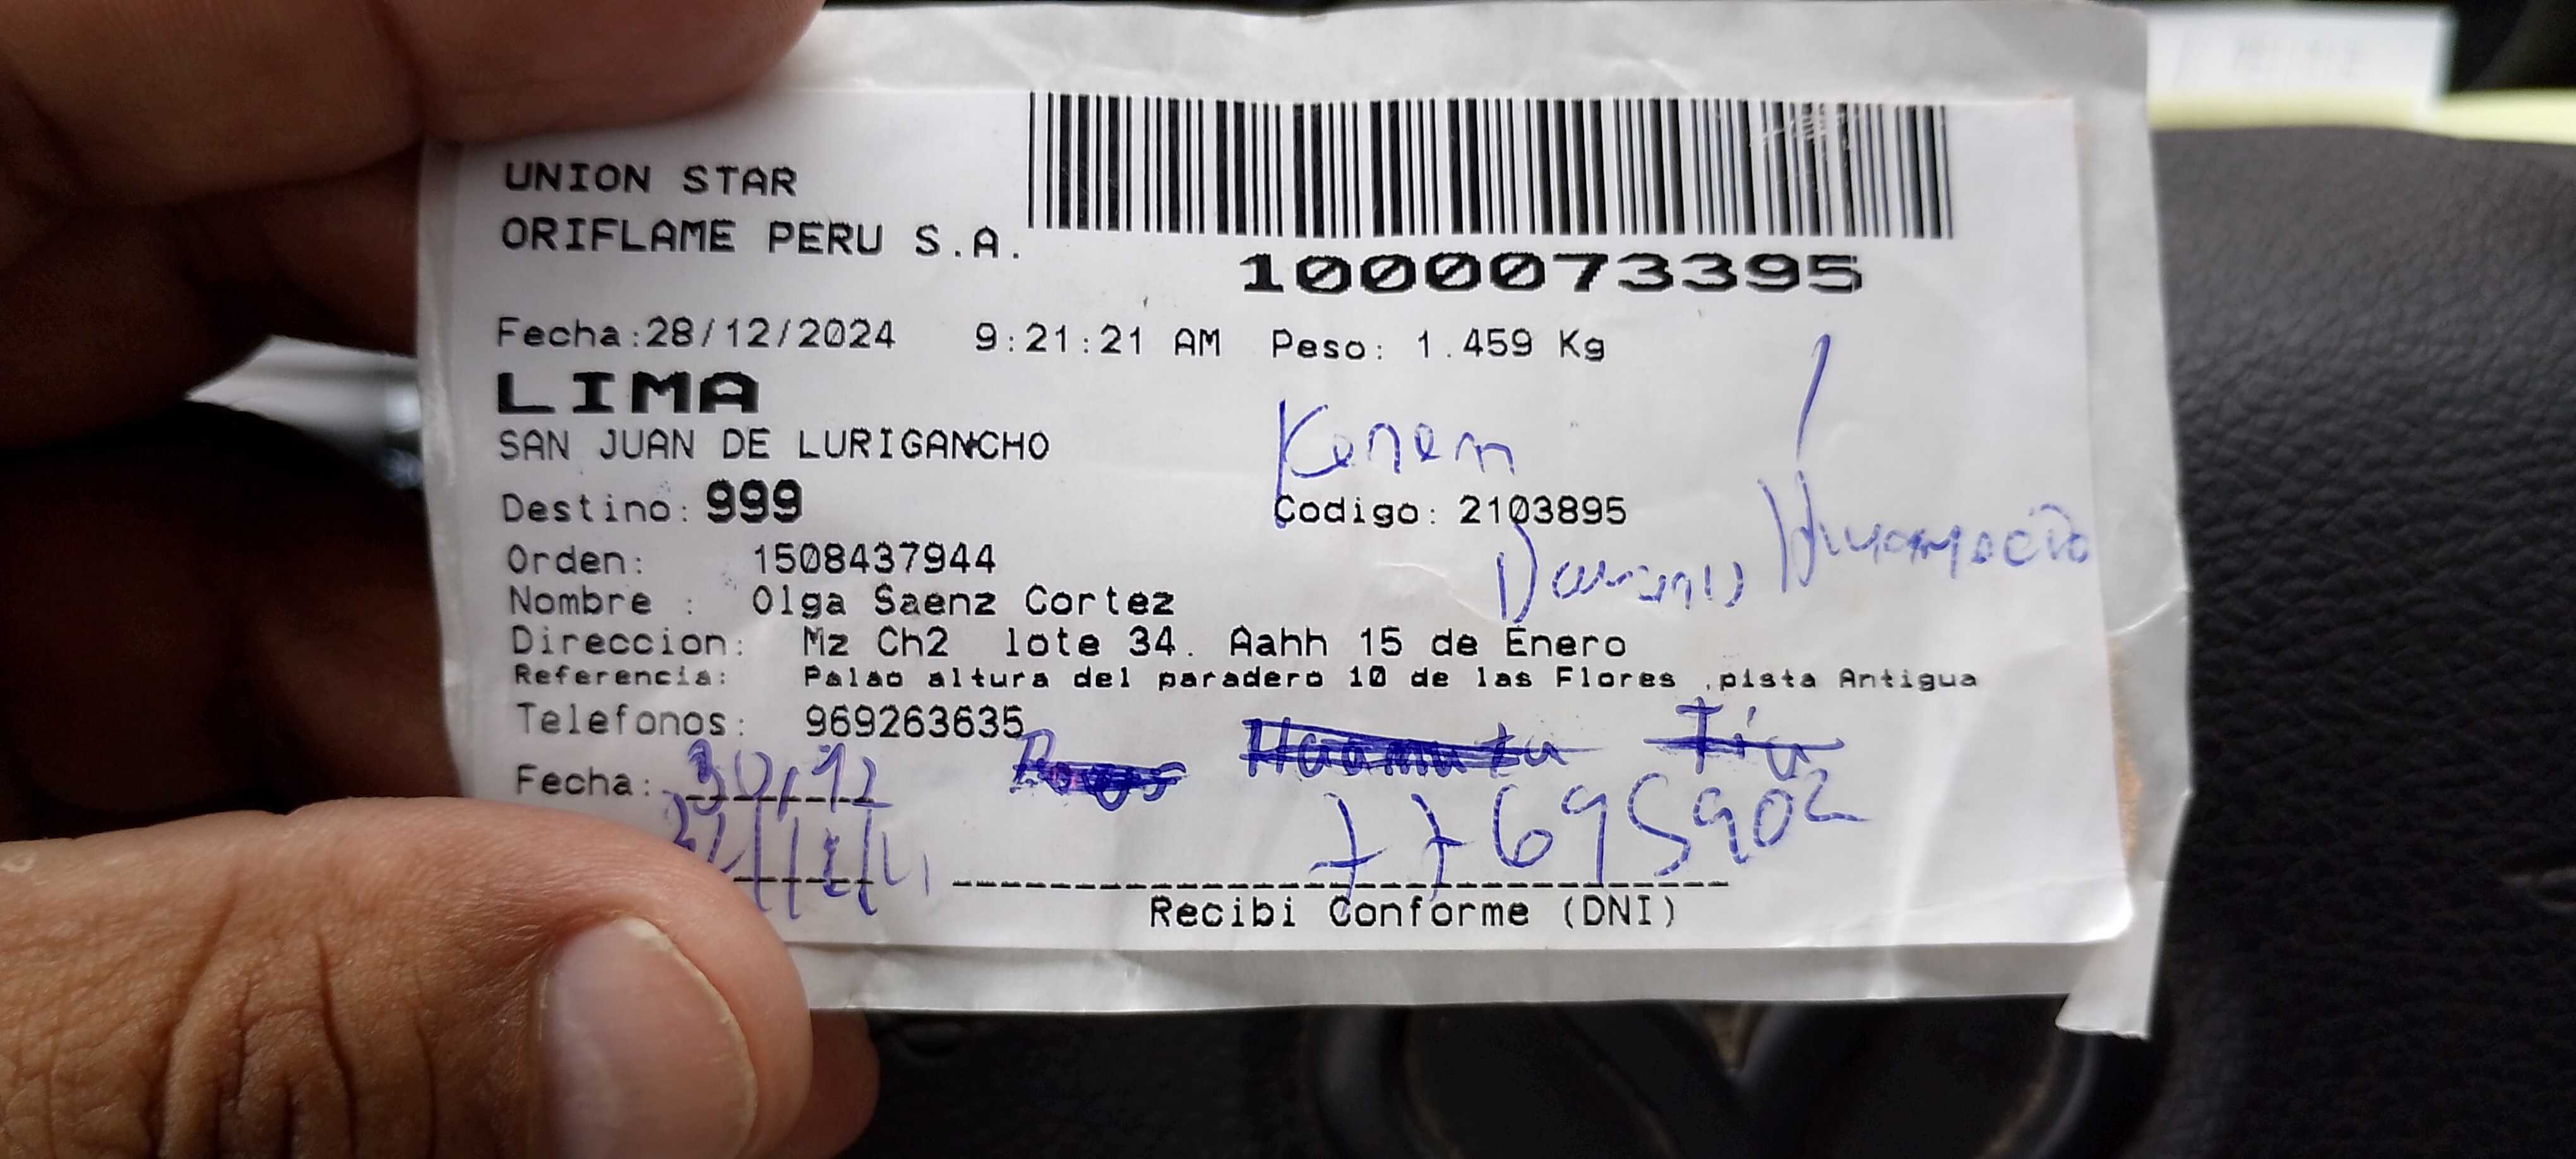 UNION STAR
ORIFLAME PERU S.A.
1000073395
Fecha:28/12/2024 9:21:21 AM Peso: 1.459 Kg
LIMA
SAN JUAN DE LURIGANCHO
Destino: 999 Codigo: 2103895
Orden: 1508437944
Nombre : Olga Saenz Cortez
Direccion: Mz Ch2 lote 34. Aahh 15 de Enero
Referencia: Palao altura del paradero 10 de las Flores ,pista Antigua
Telefonos: 969263635
Fecha: 30/12
77695902
Recibi Conforme (DNI)